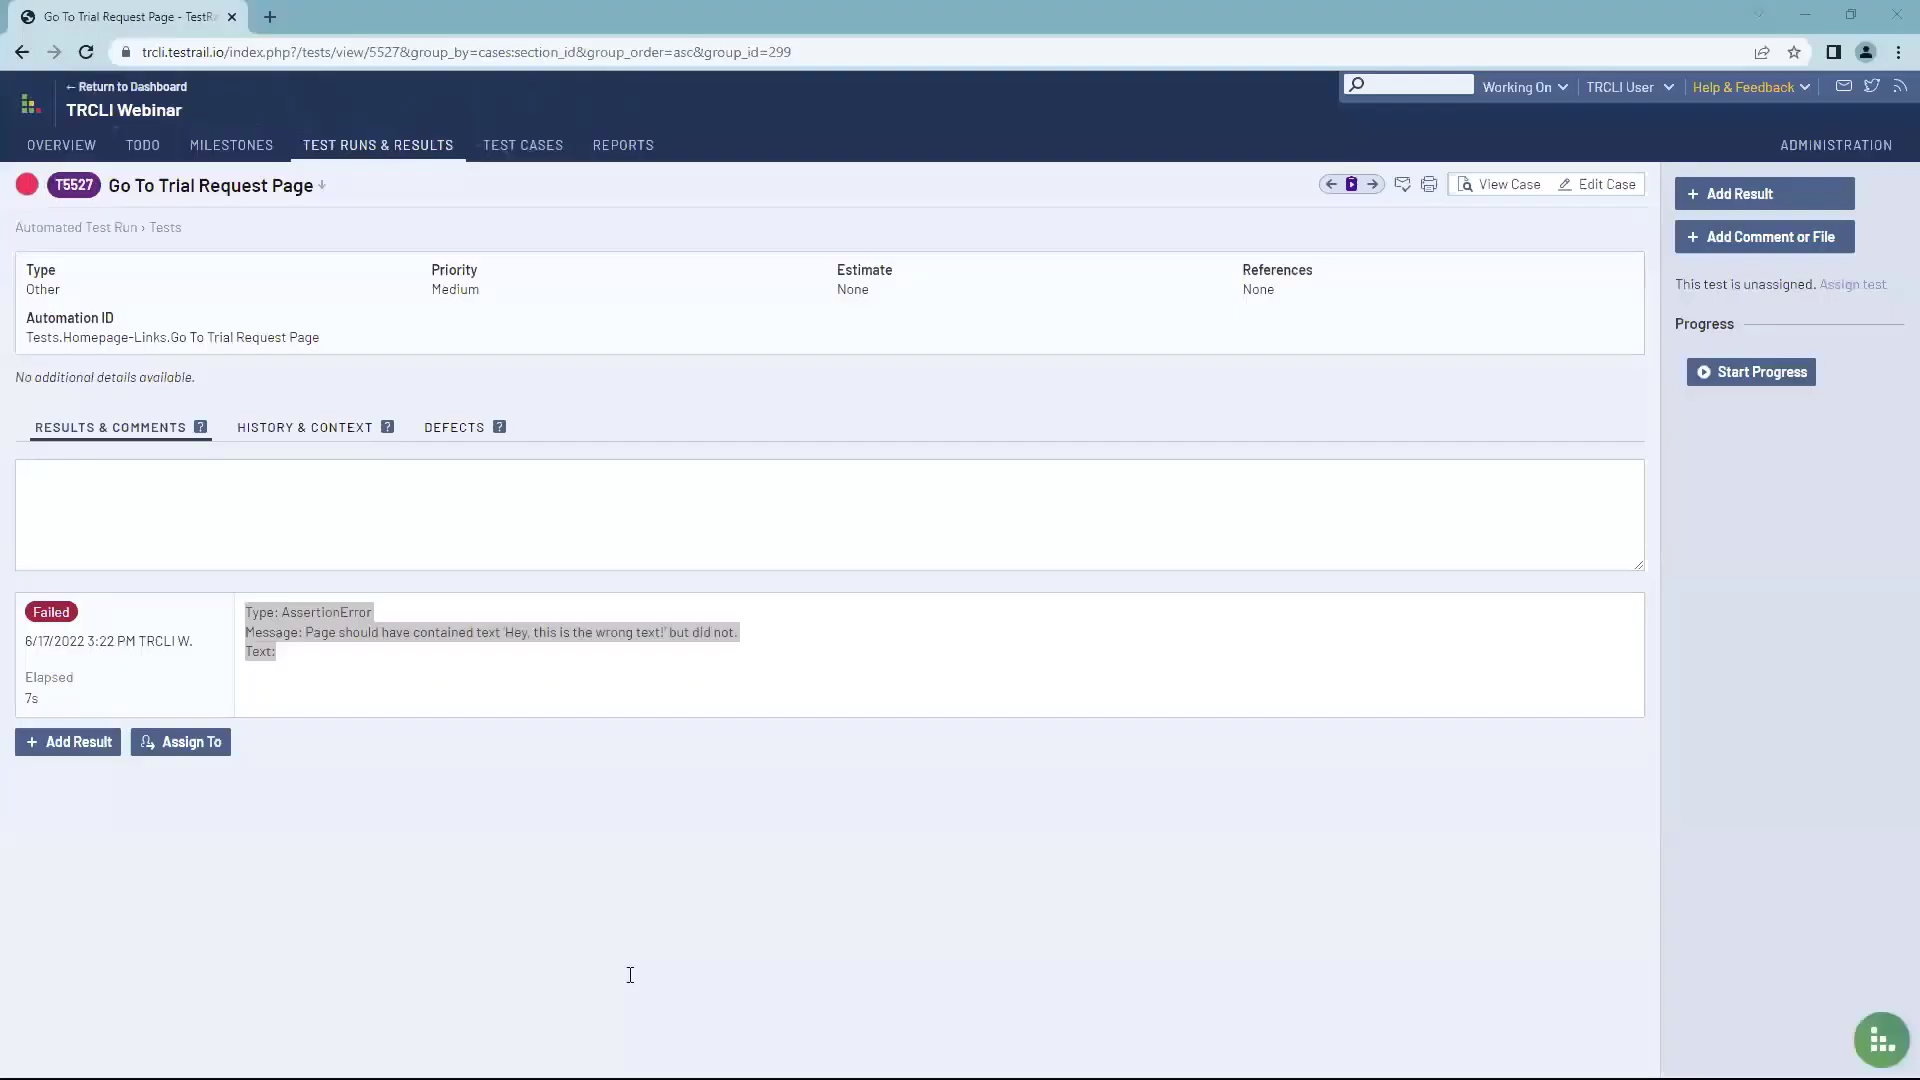 Go To Trial Request Page - TestR
trcli.testrail.io/index.php?/tests/view/5527&group_by=cases:section_id&group_order=asc&group_id=299
← Return to Dashboard
TRCLI Webinar
Working On
TRCLI User
Help & Feedback
OVERVIEW
TODO
MILESTONES
TEST RUNS & RESULTS
TEST CASES
REPORTS
ADMINISTRATION
T5527
Go To Trial Request Page
View Case
Edit Case
+ Add Result
Automated Test Run › Tests
+ Add Comment or File
Type
Priority
Estimate
References
Other
Medium
None
None
This test is unassigned. Assign test
Automation ID
Tests.Homepage-Links.Go To Trial Request Page
Progress
Start Progress
No additional details available.
RESULTS & COMMENTS ?
HISTORY & CONTEXT ?
DEFECTS ?
Failed
6/17/2022 3:22 PM TRCLI W.
Elapsed
7s
Type: AssertionError
Message: Page should have contained text 'Hey, this is the wrong text!' but did not.
Text:
+ Add Result
Assign To